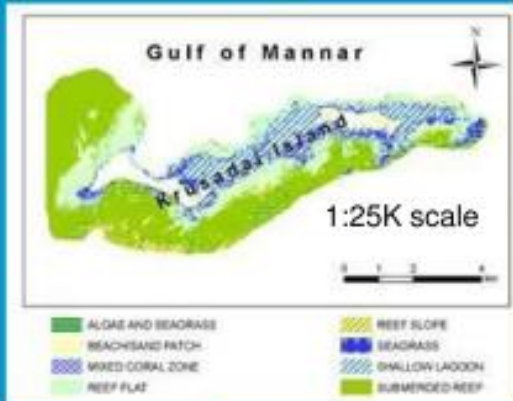 Gulf of Mannar
N
Krusadai Island
1:25K scale
0 1 2 4
ALGAE AND SEAGRASS
BEACH/SAND PATCH
MIXED CORAL ZONE
REEF FLAT
REEF SLOPE
SEAGRASS
SHALLOW LAGOON
SUBMERGED REEF